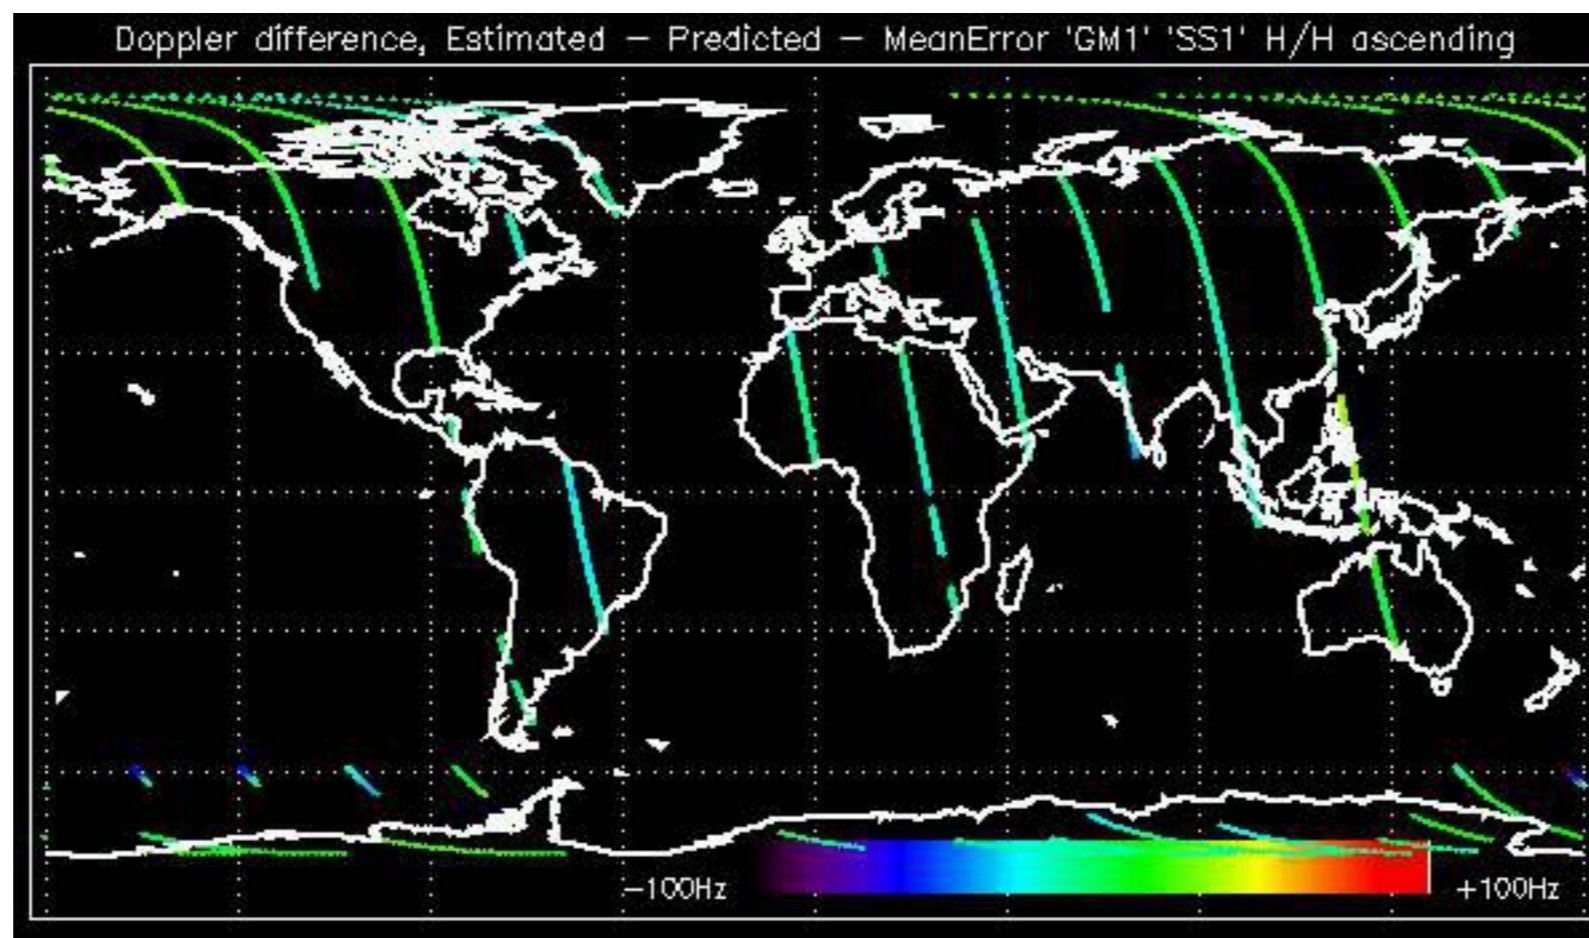 Doppler difference, Estimated – Predicted – MeanError 'GM1' 'SS1' H/H ascending
–100Hz +100Hz